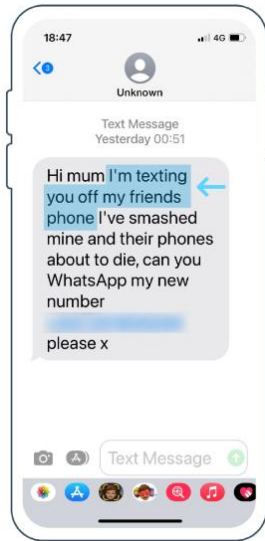 18:47
4G
3
Unknown
Text Message
Yesterday 00:51
Hi mum I'm texting
you off my friends
phone I've smashed
mine and their phones
about to die, can you
WhatsApp my new
number
please x
Text Message